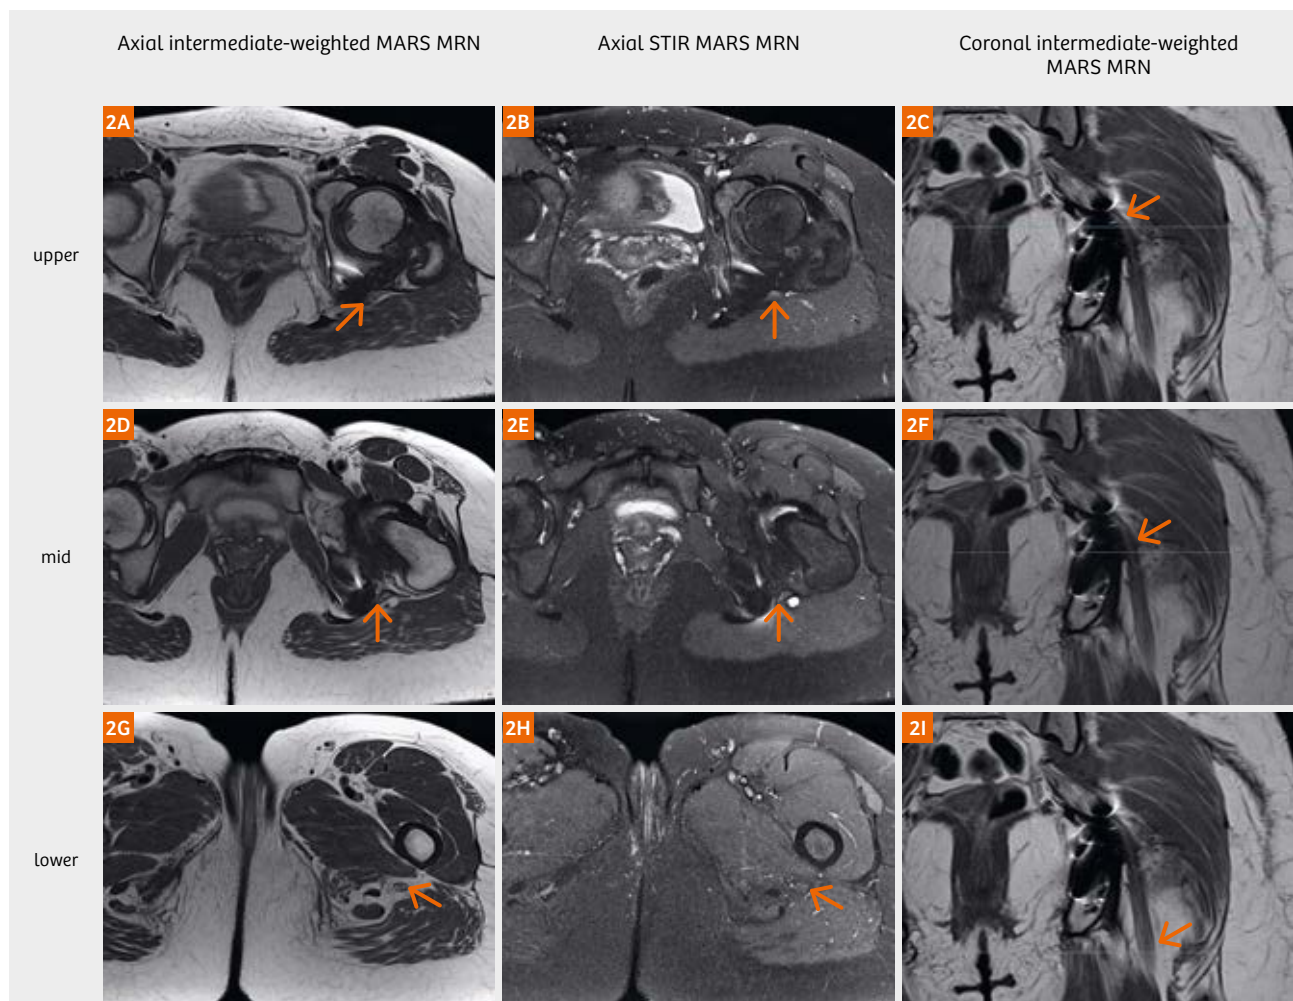 Axial intermediate-weighted MARS MRN
Axial STIR MARS MRN
Coronal intermediate-weighted
MARS MRN
upper
2A
2B
2C
mid
2D
2E
2F
lower
2G
2H
2I